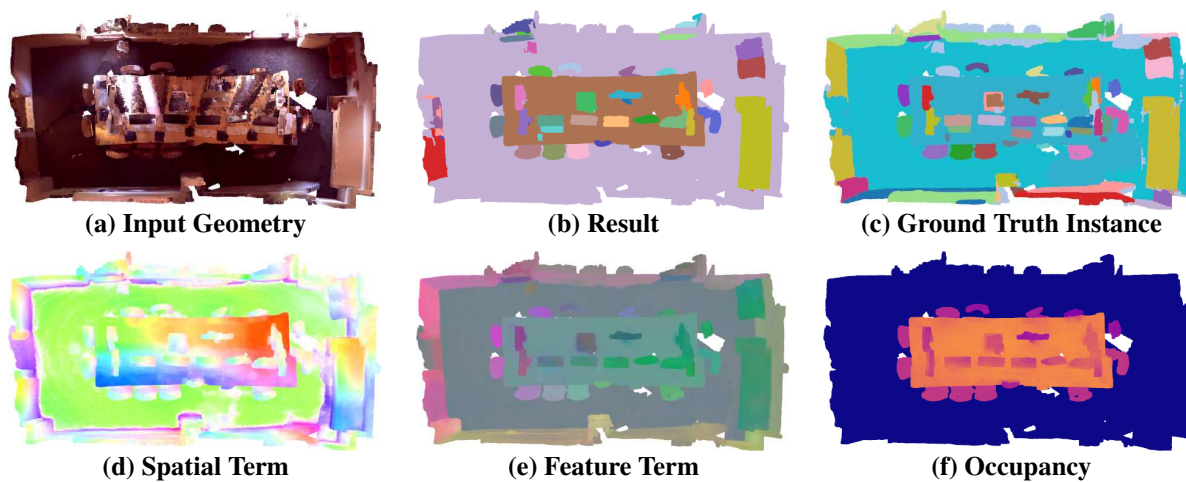 (a) Input Geometry
(b) Result
(c) Ground Truth Instance
(d) Spatial Term
(e) Feature Term
(f) Occupancy